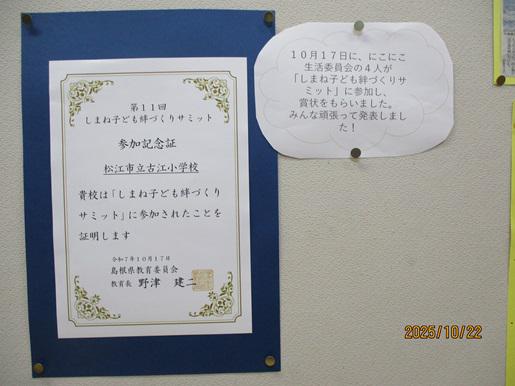 第11回
しまね子ども絆づくりサミット
参加記念証
松江市立古江小学校
貴校は「しまね子ども絆づくり
サミット」に参加されたことを
証明します
令和7年10月17日
島根県教育委員会
教育長 野津 建二
10月17日に、にこにこ
生活委員会の4人が
「しまね子ども絆づくりサ
ミット」に参加し、
賞状をもらいました。
みんな頑張って発表しまし
た!
2025/10/22